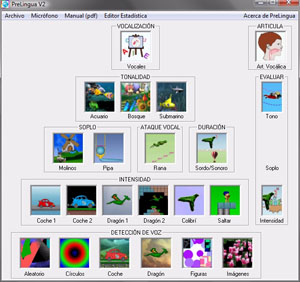 PreLingua V2
Archivo Micrófono Manual (pdf) Editor Estadística Acerca de PreLingua
VOCALIZACIÓN ARTICULA
Vocales Art. Vocálica
TONALIDAD EVALUAR
Acuario Bosque Submarino Tono
SOPLO ATAQUE VOCAL DURACIÓN
Molinos Pipa Rana Sordo/Sonoro Soplo
INTENSIDAD
Coche 1 Coche 2 Dragón 1 Dragón 2 Colibrí Saltar Intensidad
DETECCIÓN DE VOZ
Aleatorio Círculos Coche Dragón Figuras Imágenes